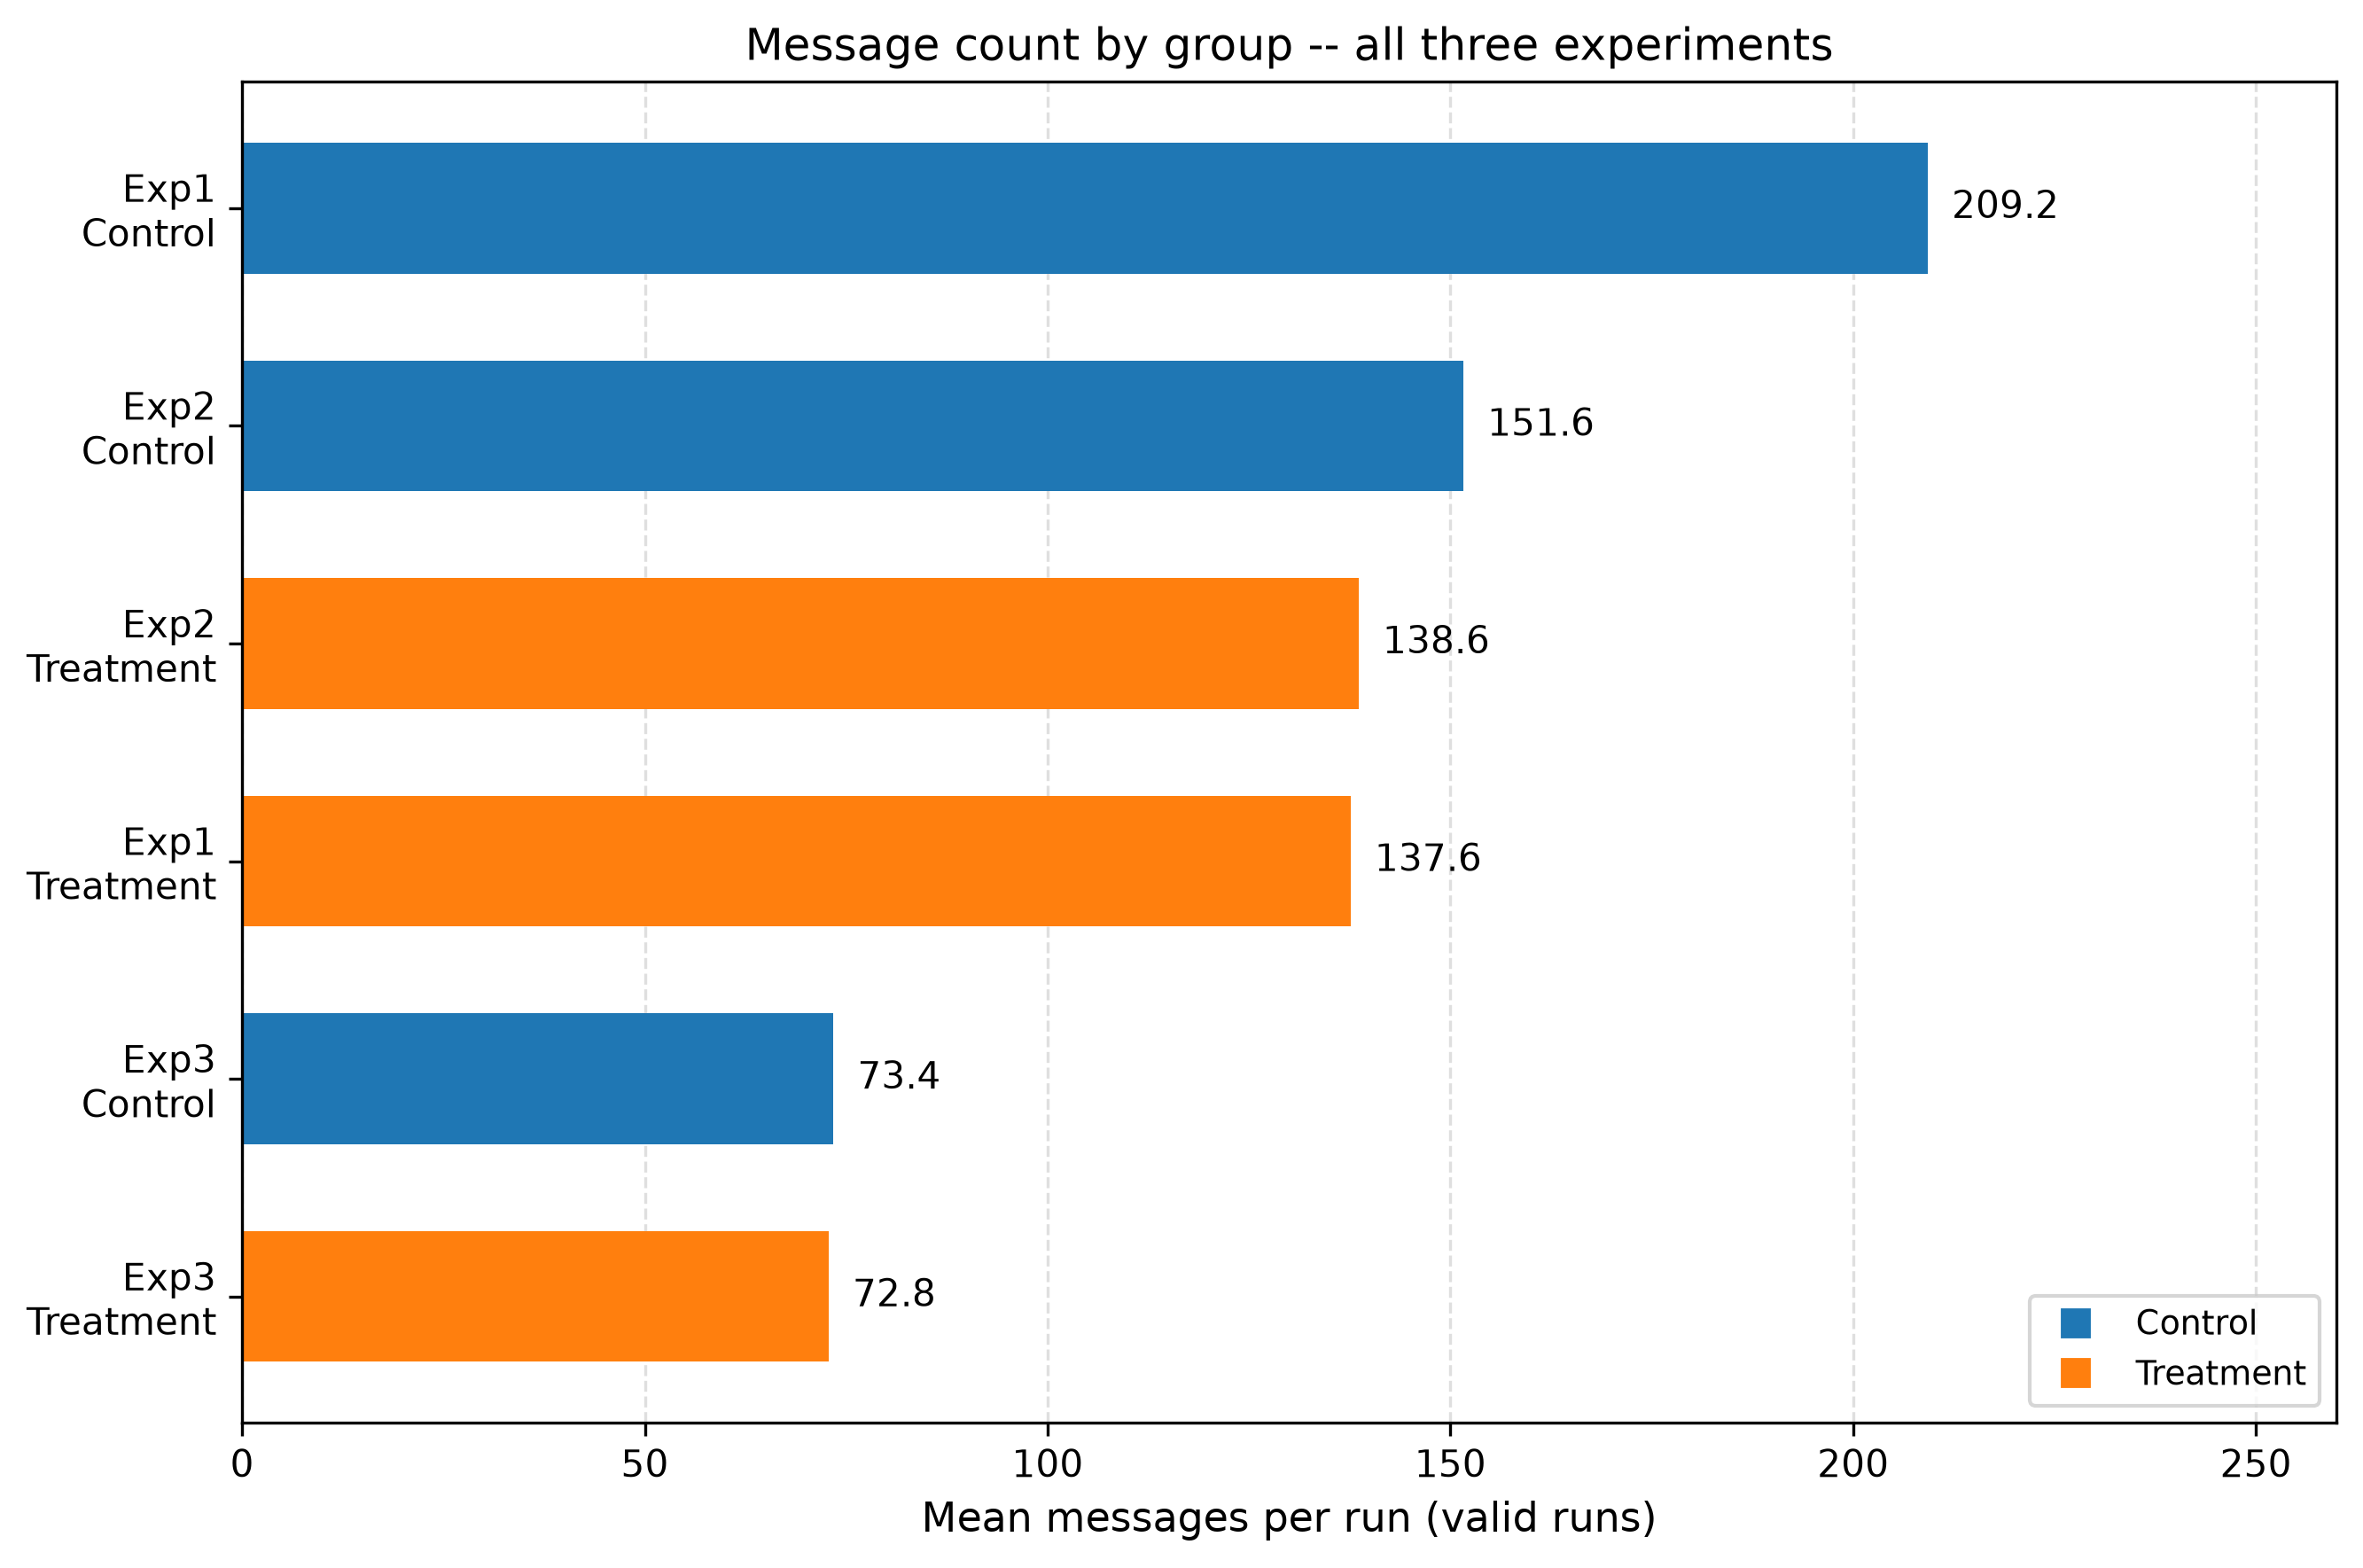 Message count by group -- all three experiments
Exp1
Control
209.2
Exp2
Control
151.6
Exp2
Treatment
138.6
Exp1
Treatment
137.6
Exp3
Control
73.4
Exp3
Treatment
72.8
Control
Treatment
0
50
100
150
200
250
Mean messages per run (valid runs)